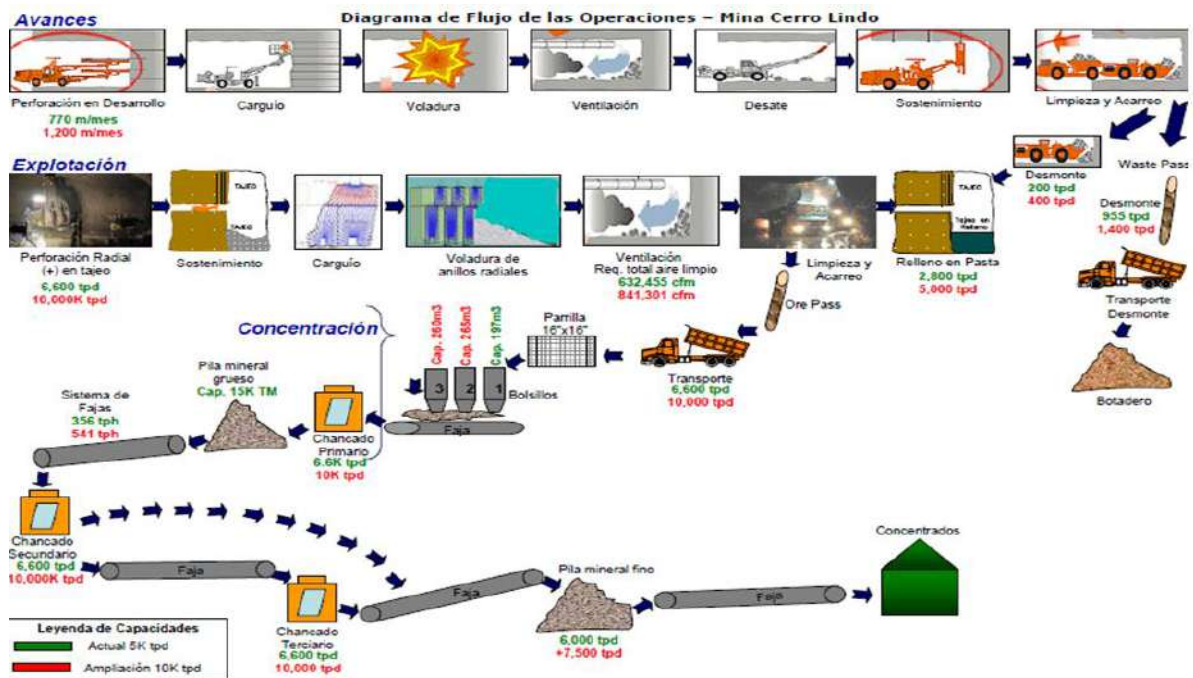 Diagrama de Flujo de las Operaciones – Mina Cerro Lindo
Avances
Perforación en Desarrollo
770 m/mes
1,200 m/mes
Carguío
Voladura
Ventilación
Desate
Sostenimiento
Limpieza y Acarreo
Desmonte
200 tpd
400 tpd
Waste Pass
Desmonte
955 tpd
1,400 tpd
Transporte
Desmonte
Botadero
Explotación
Perforación Radial
(+) en tajeo
6,600 tpd
10,000K tpd
TAJEO
TAJEO
Sostenimiento
Carguío
Voladura de
anillos radiales
Ventilación
Req. total aire limpio
632,455 cfm
841,301 cfm
Limpieza y
Acarreo
TAJEO
Tajeo en
Relleno
Relleno en Pasta
2,800 tpd
5,000 tpd
Ore Pass
Transporte
6,600 tpd
10,000 tpd
Parrilla
16"x16"
Concentración
Cap. 260m3
Cap. 265m3
Cap. 197m3
3
2
1
Bolsillos
Faja
Chancado
Primario
6.6K tpd
10K tpd
Pila mineral
grueso
Cap. 15K TM
Sistema de
Fajas
356 tph
541 tph
Chancado
Secundario
6,600 tpd
10,000K tpd
Faja
Chancado
Terciario
6,600 tpd
10,000 tpd
Faja
Pila mineral fino
6,000 tpd
+7,500 tpd
Faja
Concentrados
Leyenda de Capacidades
Actual 5K tpd
Ampliación 10K tpd